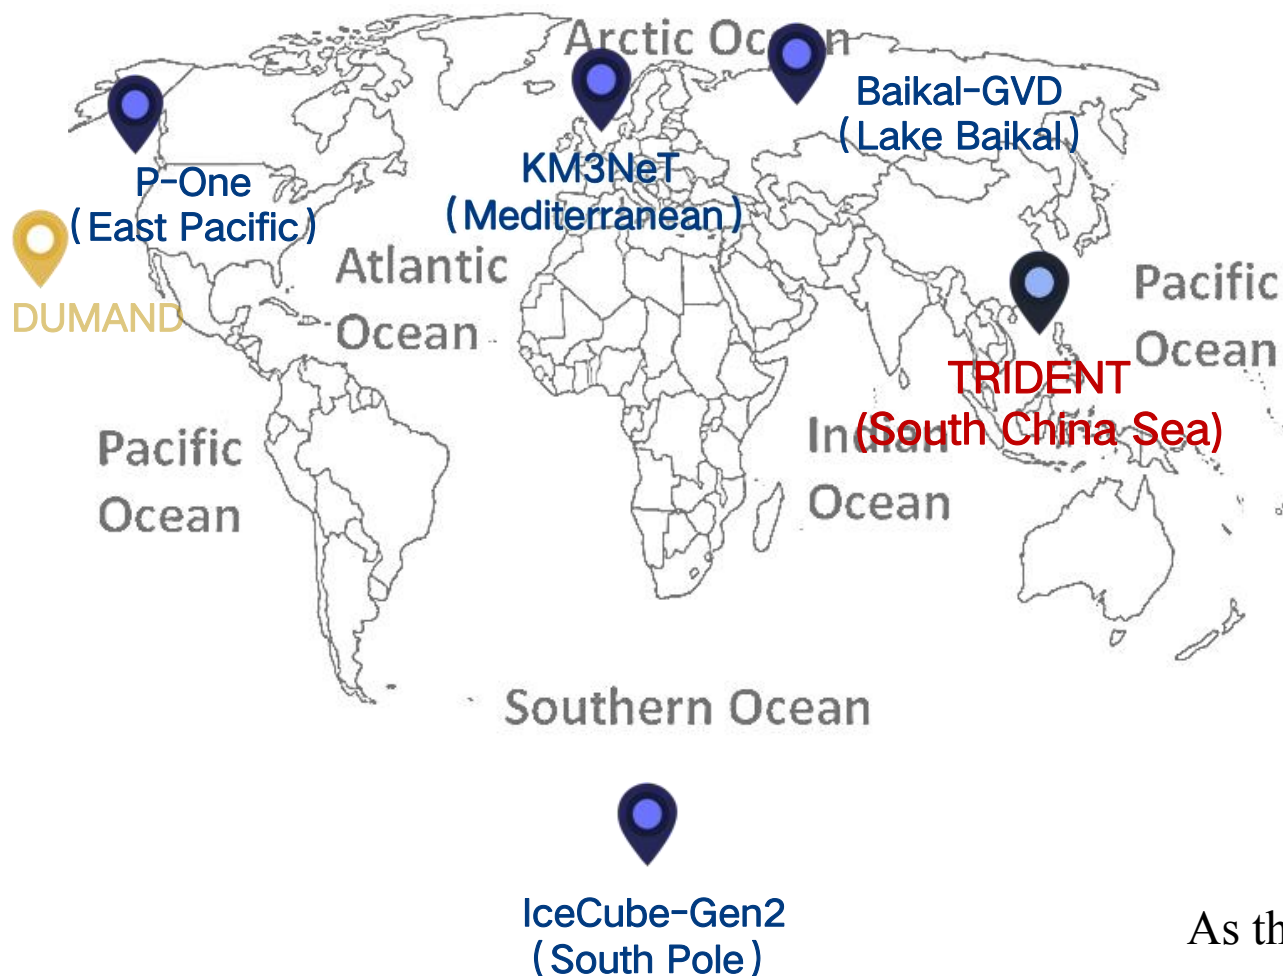 Arctic Ocean
Baikal-GVD
(Lake Baikal)
KM3NeT
(Mediterranean)
P-One
(East Pacific)
DUMAND
Atlantic
Ocean
Pacific
Ocean
TRIDENT
(South China Sea)
Indian
Ocean
Pacific
Ocean
Southern Ocean
IceCube-Gen2
(South Pole)
As th